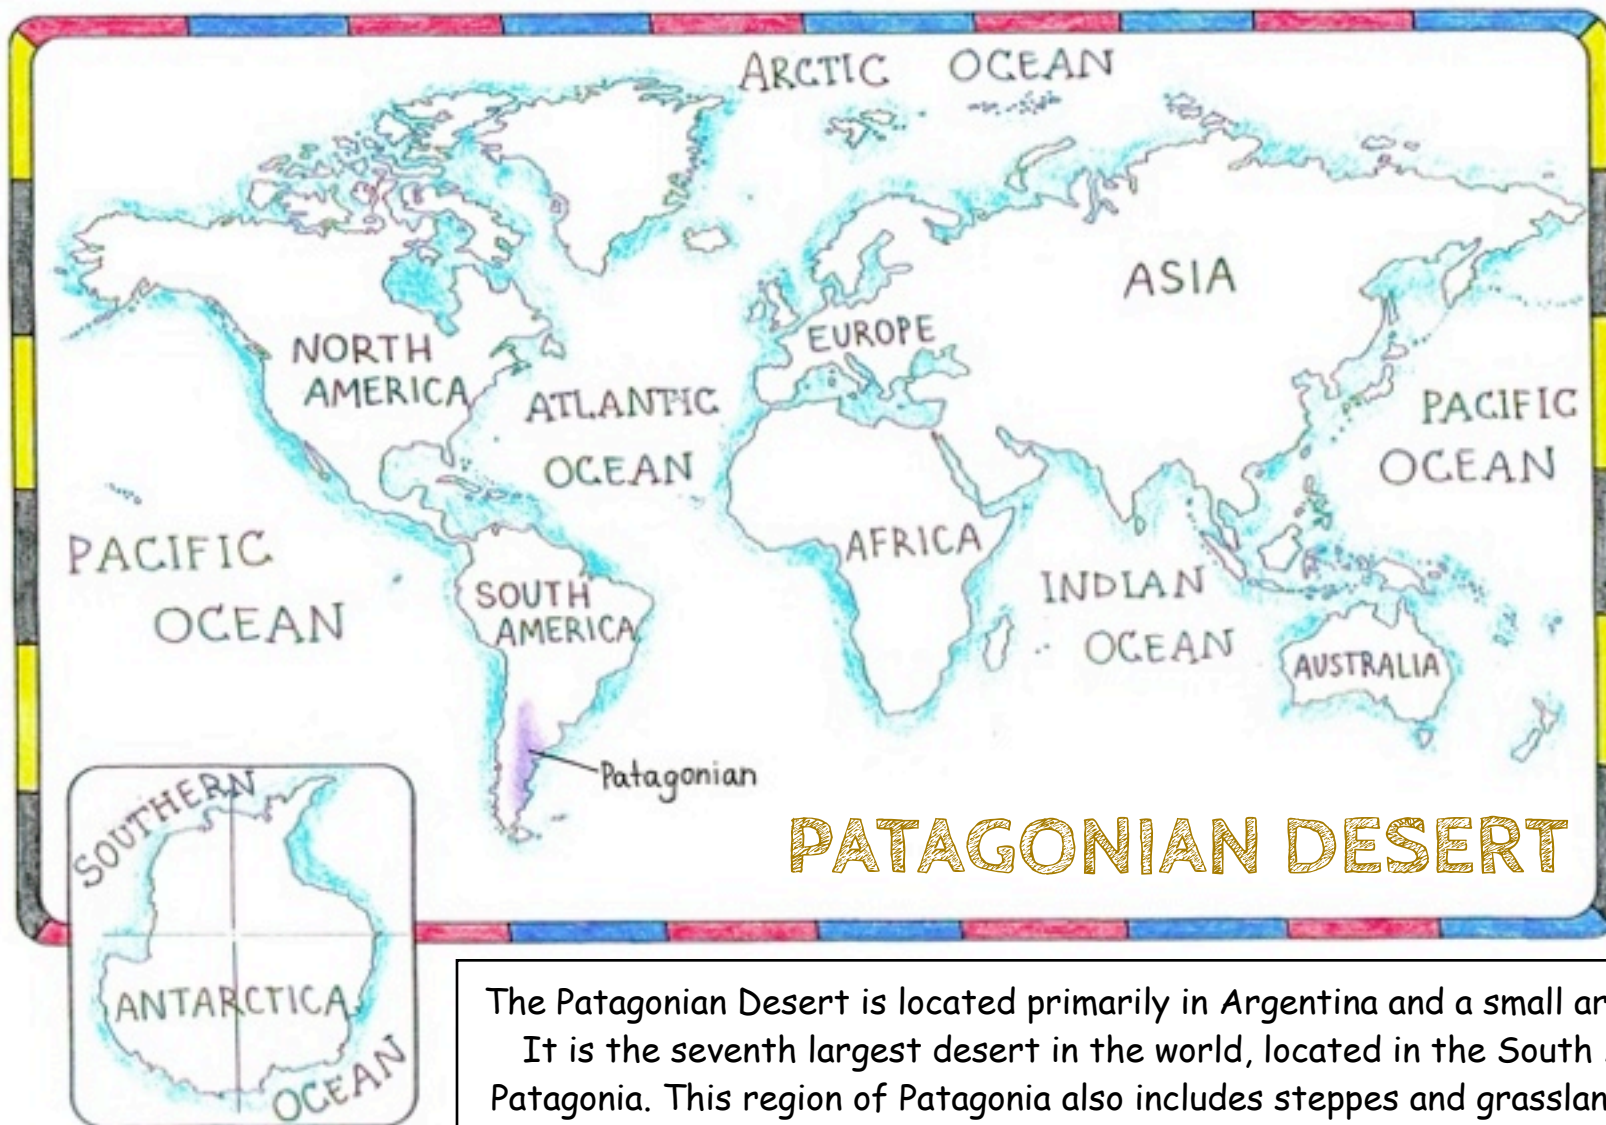 ARCTIC OCEAN
ASIA
EUROPE
NORTH
AMERICA
ATLANTIC
OCEAN
PACIFIC
OCEAN
PACIFIC
OCEAN
AFRICA
INDIAN
OCEAN
SOUTH
AMERICA
AUSTRALIA
Patagonian
PATAGONIAN DESERT
SOUTHERN
ANTARCTICA
OCEAN
The Patagonian Desert is located primarily in Argentina and a small
It is the seventh largest desert in the world, located in the South
Patagonia. This region of Patagonia also includes steppes and